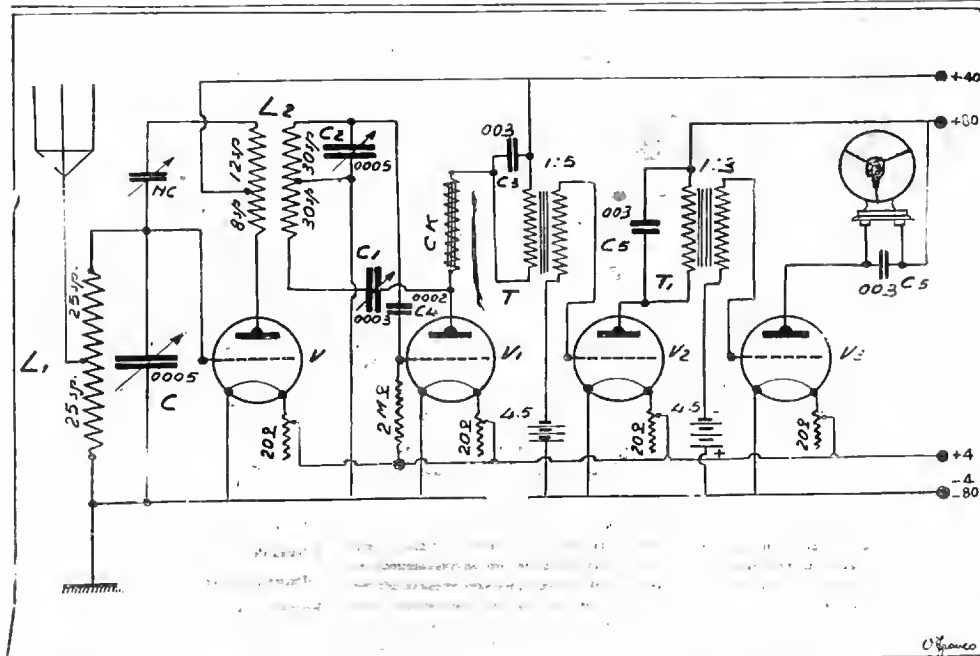 +40
+80
L2
C2
0005
12sp.
8sp.
30sp.
30sp.
NC
003
C3
1:5
CK
T
003
C5
1:3
T1
003
C5
25sp.
25sp.
L1
C
0005
C1
0003
0002
C4
V
V1
V2
V3
20Ω
2MΩ
20Ω
4.5
20Ω
4.5
-
+
20Ω
+4
-4
-80